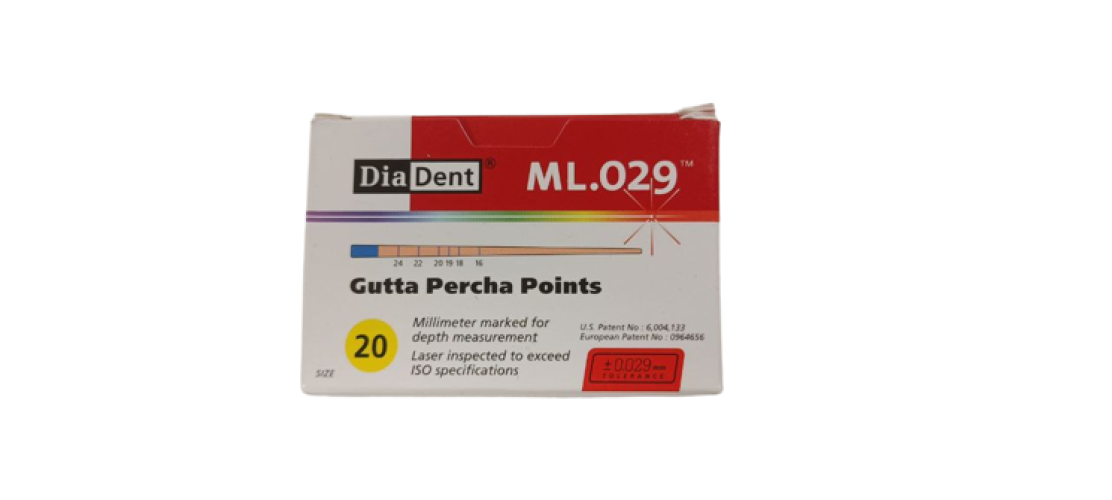 DiaDent®
ML.029™
24 22 20 19 18 16
Gutta Percha Points
20
SIZE
Millimeter marked for
depth measurement
Laser inspected to exceed
ISO specifications
U.S. Patent No : 6,004,133
European Patent No : 0964656
±0.029mm
TOLERANCE